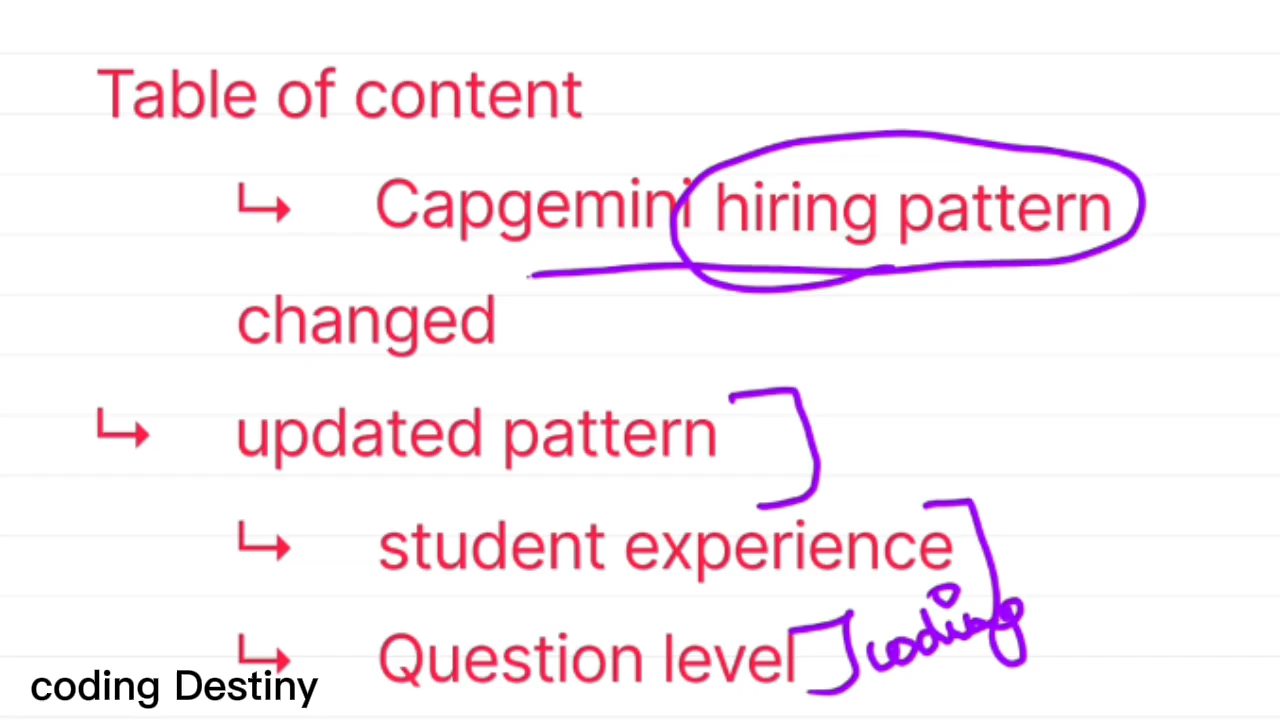 Table of content
↳ Capgemini hiring pattern
changed
↳ updated pattern
↳ student experience
↳ Question level coding
coding Destiny